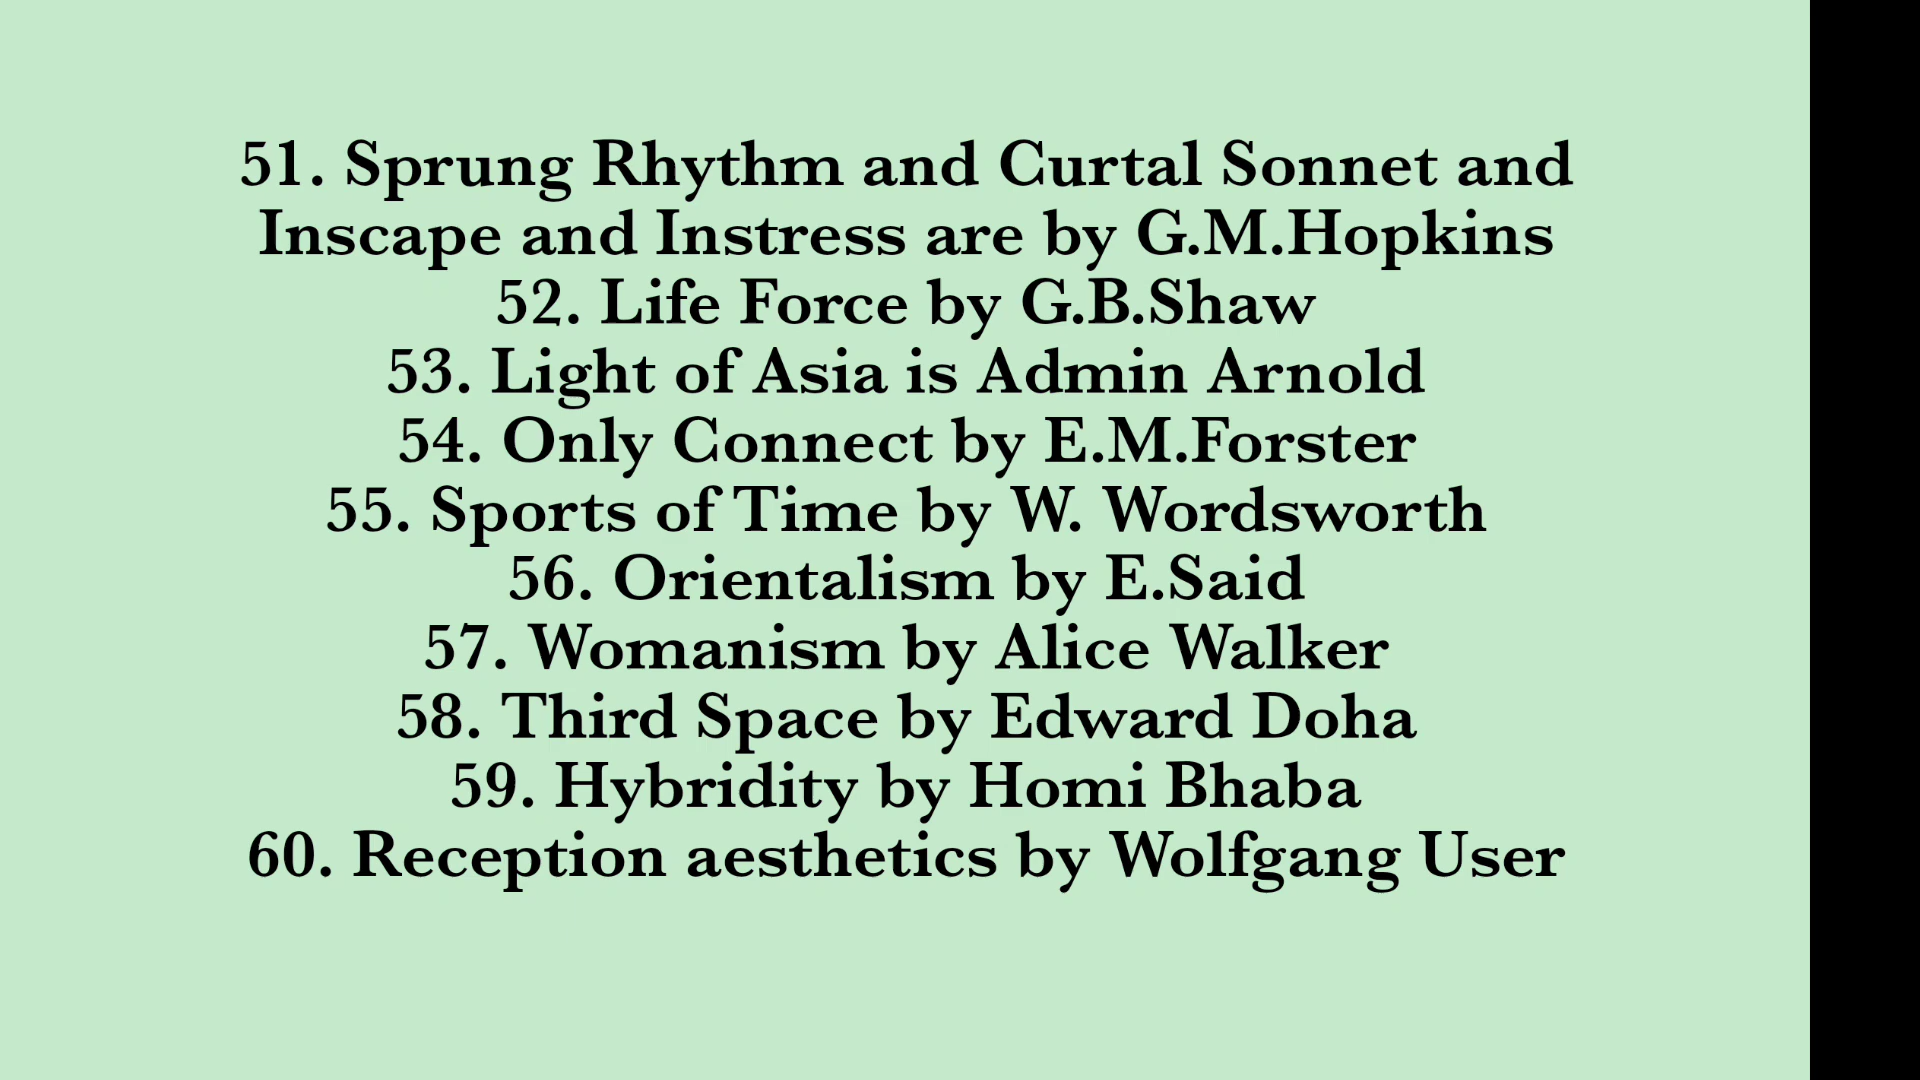 51. Sprung Rhythm and Curtal Sonnet and
Inscape and Instress are by G.M.Hopkins
52. Life Force by G.B.Shaw
53. Light of Asia is Admin Arnold
54. Only Connect by E.M.Forster
55. Sports of Time by W. Wordsworth
56. Orientalism by E.Said
57. Womanism by Alice Walker
58. Third Space by Edward Doha
59. Hybridity by Homi Bhaba
60. Reception aesthetics by Wolfgang User